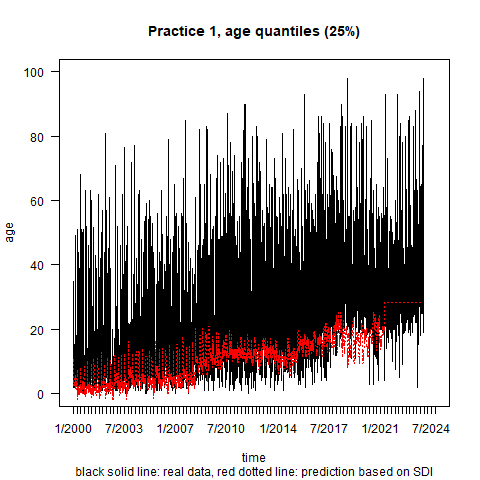 Practice 1, age quantiles (25%)
100
80
60
40
20
0
age
1/2000 7/2003 1/2007 7/2010 1/2014 7/2017 1/2021 7/2024
time
black solid line: real data, red dotted line: prediction based on SDI